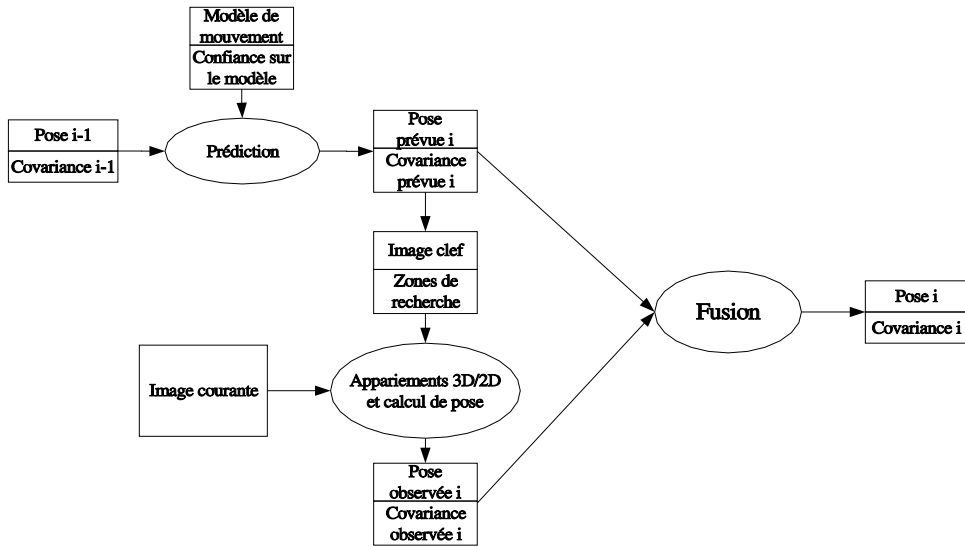 Modèle de
mouvement
Confiance sur
le modèle
Pose i-1
Covariance i-1
Prédiction
Pose
prévue i
Covariance
prévue i
Image clef
Zones de
recherche
Fusion
Pose i
Covariance i
Image courante
Appariements 3D/2D
et calcul de pose
Pose
observée i
Covariance
observée i